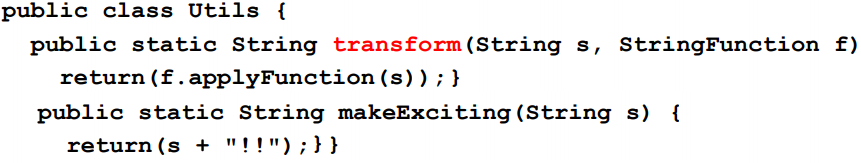 public class Utils {
public static String transform(String s, StringFunction f)
return(f.applyFunction(s));}
public static String makeExciting(String s) {
return(s + "!!");}}